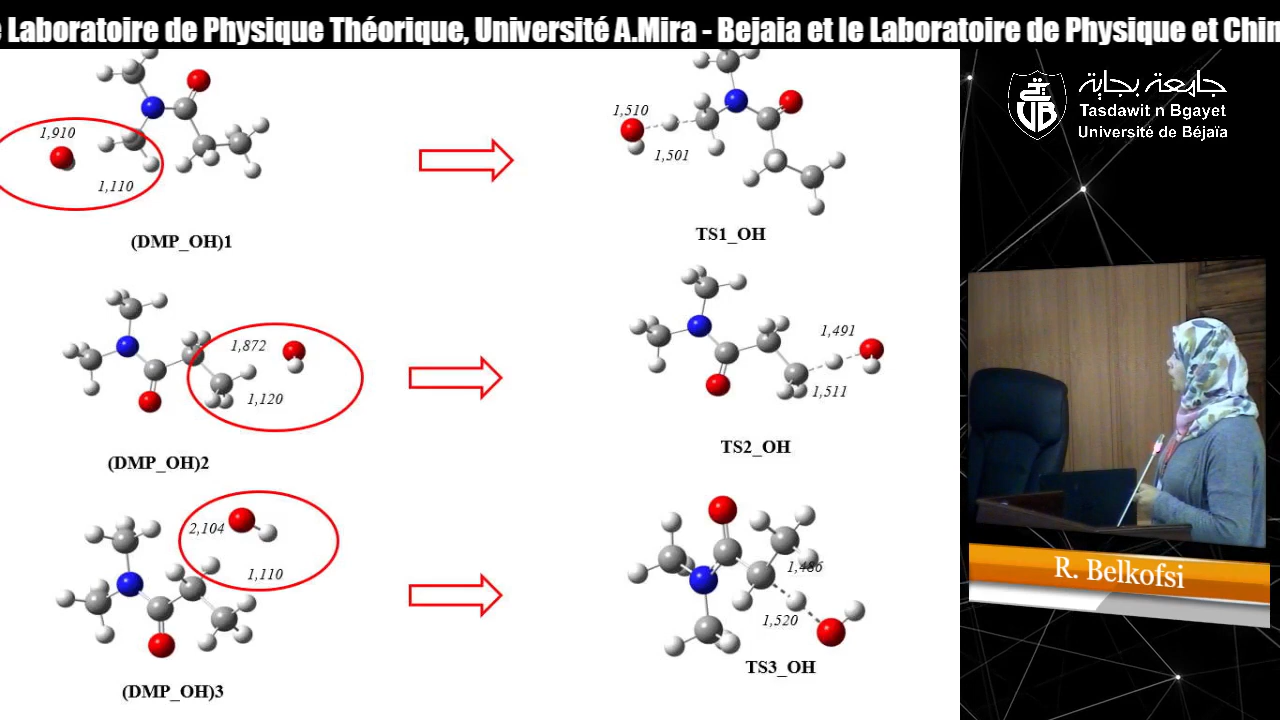 e Laboratoire de Physique Théorique, Université A.Mira - Bejaia et le Laboratoire de Physique et Chim
جامعة بجاية
Tasdawit n Bgayet
Université de Béjaïa
1,910
1,110
(DMP_OH)1
1,510
1,501
TS1_OH
1,872
1,120
(DMP_OH)2
1,491
1,511
TS2_OH
2,104
1,110
(DMP_OH)3
1,486
1,520
TS3_OH
R. Belkofsi